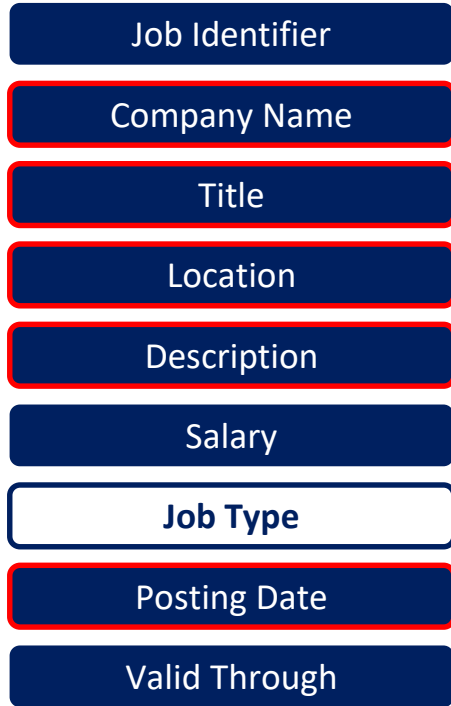 Job Identifier
Company Name
Title
Location
Description
Salary
Job Type
Posting Date
Valid Through